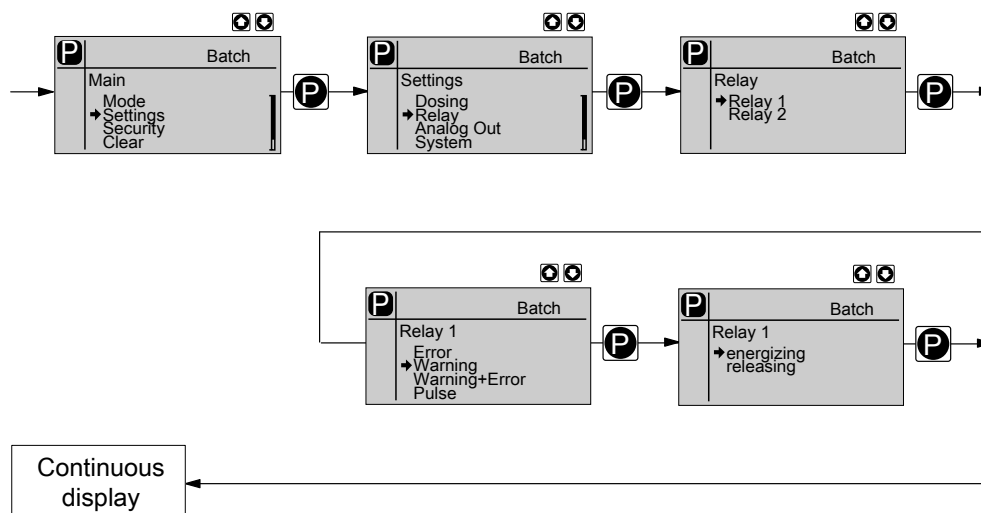 P Batch
Main
Mode
Settings
Security
Clear
P
P Batch
Settings
Dosing
Relay
Analog Out
System
P
P Batch
Relay
Relay 1
Relay 2
P
P Batch
Relay 1
Error
Warning
Warning+Error
Pulse
P
P Batch
Relay 1
energizing
releasing
P
Continuous
display